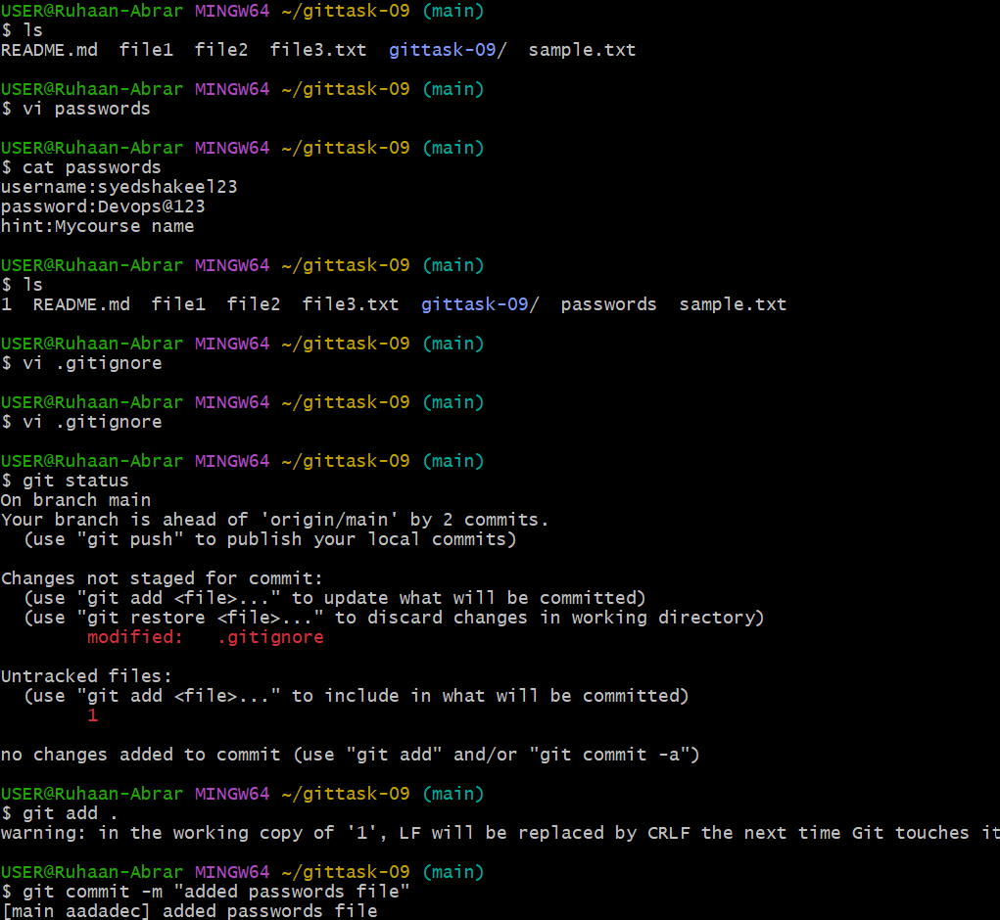 USER@Ruhaan-Abrar MINGW64 ~/gittask-09 (main)
$ ls
README.md  file1  file2  file3.txt  gittask-09/  sample.txt
USER@Ruhaan-Abrar MINGW64 ~/gittask-09 (main)
$ vi passwords
USER@Ruhaan-Abrar MINGW64 ~/gittask-09 (main)
$ cat passwords
username:syedshakeel23
password:Devops@123
hint:Mycourse name
USER@Ruhaan-Abrar MINGW64 ~/gittask-09 (main)
$ ls
1  README.md  file1  file2  file3.txt  gittask-09/  passwords  sample.txt
USER@Ruhaan-Abrar MINGW64 ~/gittask-09 (main)
$ vi .gitignore
USER@Ruhaan-Abrar MINGW64 ~/gittask-09 (main)
$ vi .gitignore
USER@Ruhaan-Abrar MINGW64 ~/gittask-09 (main)
$ git status
On branch main
Your branch is ahead of 'origin/main' by 2 commits.
  (use "git push" to publish your local commits)
Changes not staged for commit:
  (use "git add <file>..." to update what will be committed)
  (use "git restore <file>..." to discard changes in working directory)
        modified:   .gitignore
Untracked files:
  (use "git add <file>..." to include in what will be committed)
        1
no changes added to commit (use "git add" and/or "git commit -a")
USER@Ruhaan-Abrar MINGW64 ~/gittask-09 (main)
$ git add .
warning: in the working copy of '1', LF will be replaced by CRLF the next time Git touches it
USER@Ruhaan-Abrar MINGW64 ~/gittask-09 (main)
$ git commit -m "added passwords file"
[main aadadec] added passwords file